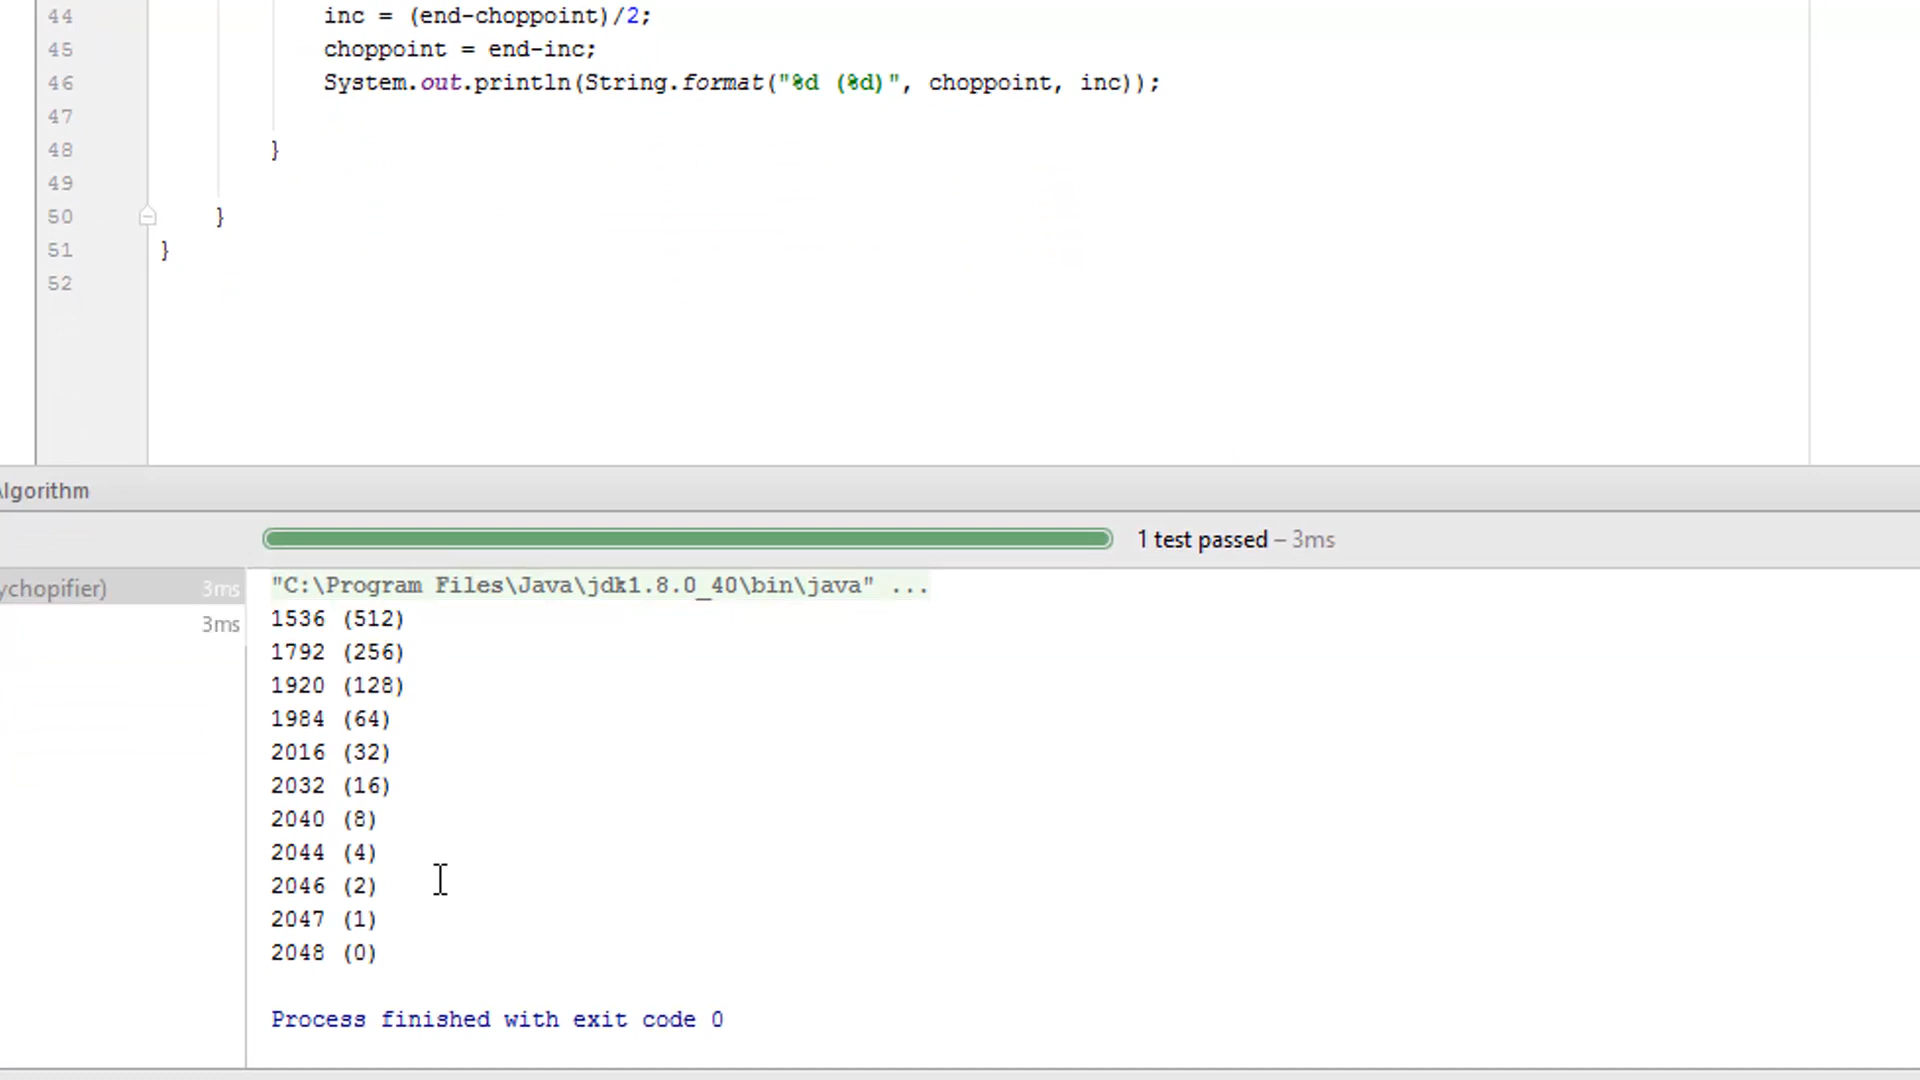 44 inc = (end-choppoint)/2;
45 choppoint = end-inc;
46 System.out.println(String.format("%d (%d)", choppoint, inc));
47
48 }
49
50 }
51 }
52
Algorithm
1 test passed – 3ms
ychopifier) 3ms
"C:\Program Files\Java\jdk1.8.0_40\bin\java" ...
1536 (512)
3ms
1792 (256)
1920 (128)
1984 (64)
2016 (32)
2032 (16)
2040 (8)
2044 (4)
2046 (2)
2047 (1)
2048 (0)
Process finished with exit code 0